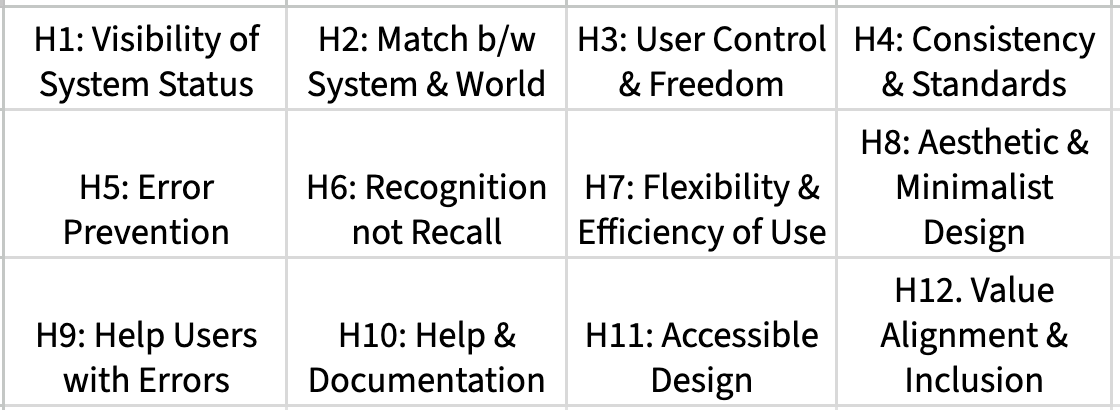 H1: Visibility of
System Status
H2: Match b/w
System & World
H3: User Control
& Freedom
H4: Consistency
& Standards
H5: Error
Prevention
H6: Recognition
not Recall
H7: Flexibility &
Efficiency of Use
H8: Aesthetic &
Minimalist
Design
H9: Help Users
with Errors
H10: Help &
Documentation
H11: Accessible
Design
H12. Value
Alignment &
Inclusion